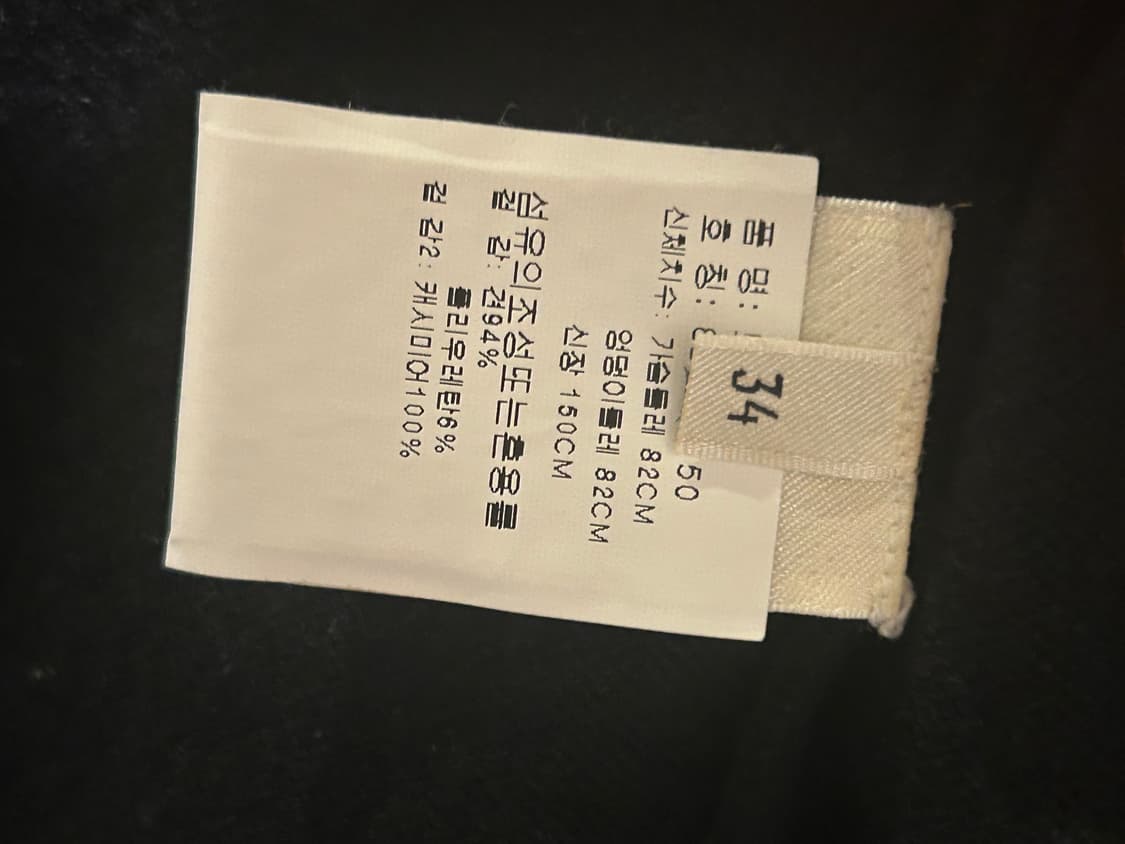 34
품 명:
호 칭: 50
신체치수: 가슴둘레 82CM
엉덩이둘레 82CM
신장 150CM
섬유의조성또는혼용률
겉 감: 견94%
폴리우레탄6%
겉 감2: 캐시미어100%